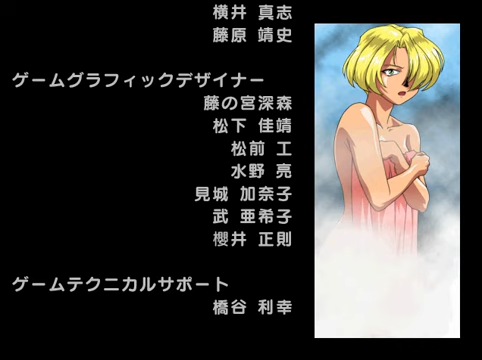 横井 真志
藤原 靖史
ゲームグラフィックデザイナー
藤の宮深森
松下 佳靖
松前 工
水野 亮
見城 加奈子
武 亜希子
櫻井 正則
ゲームテクニカルサポート
橋谷 利幸